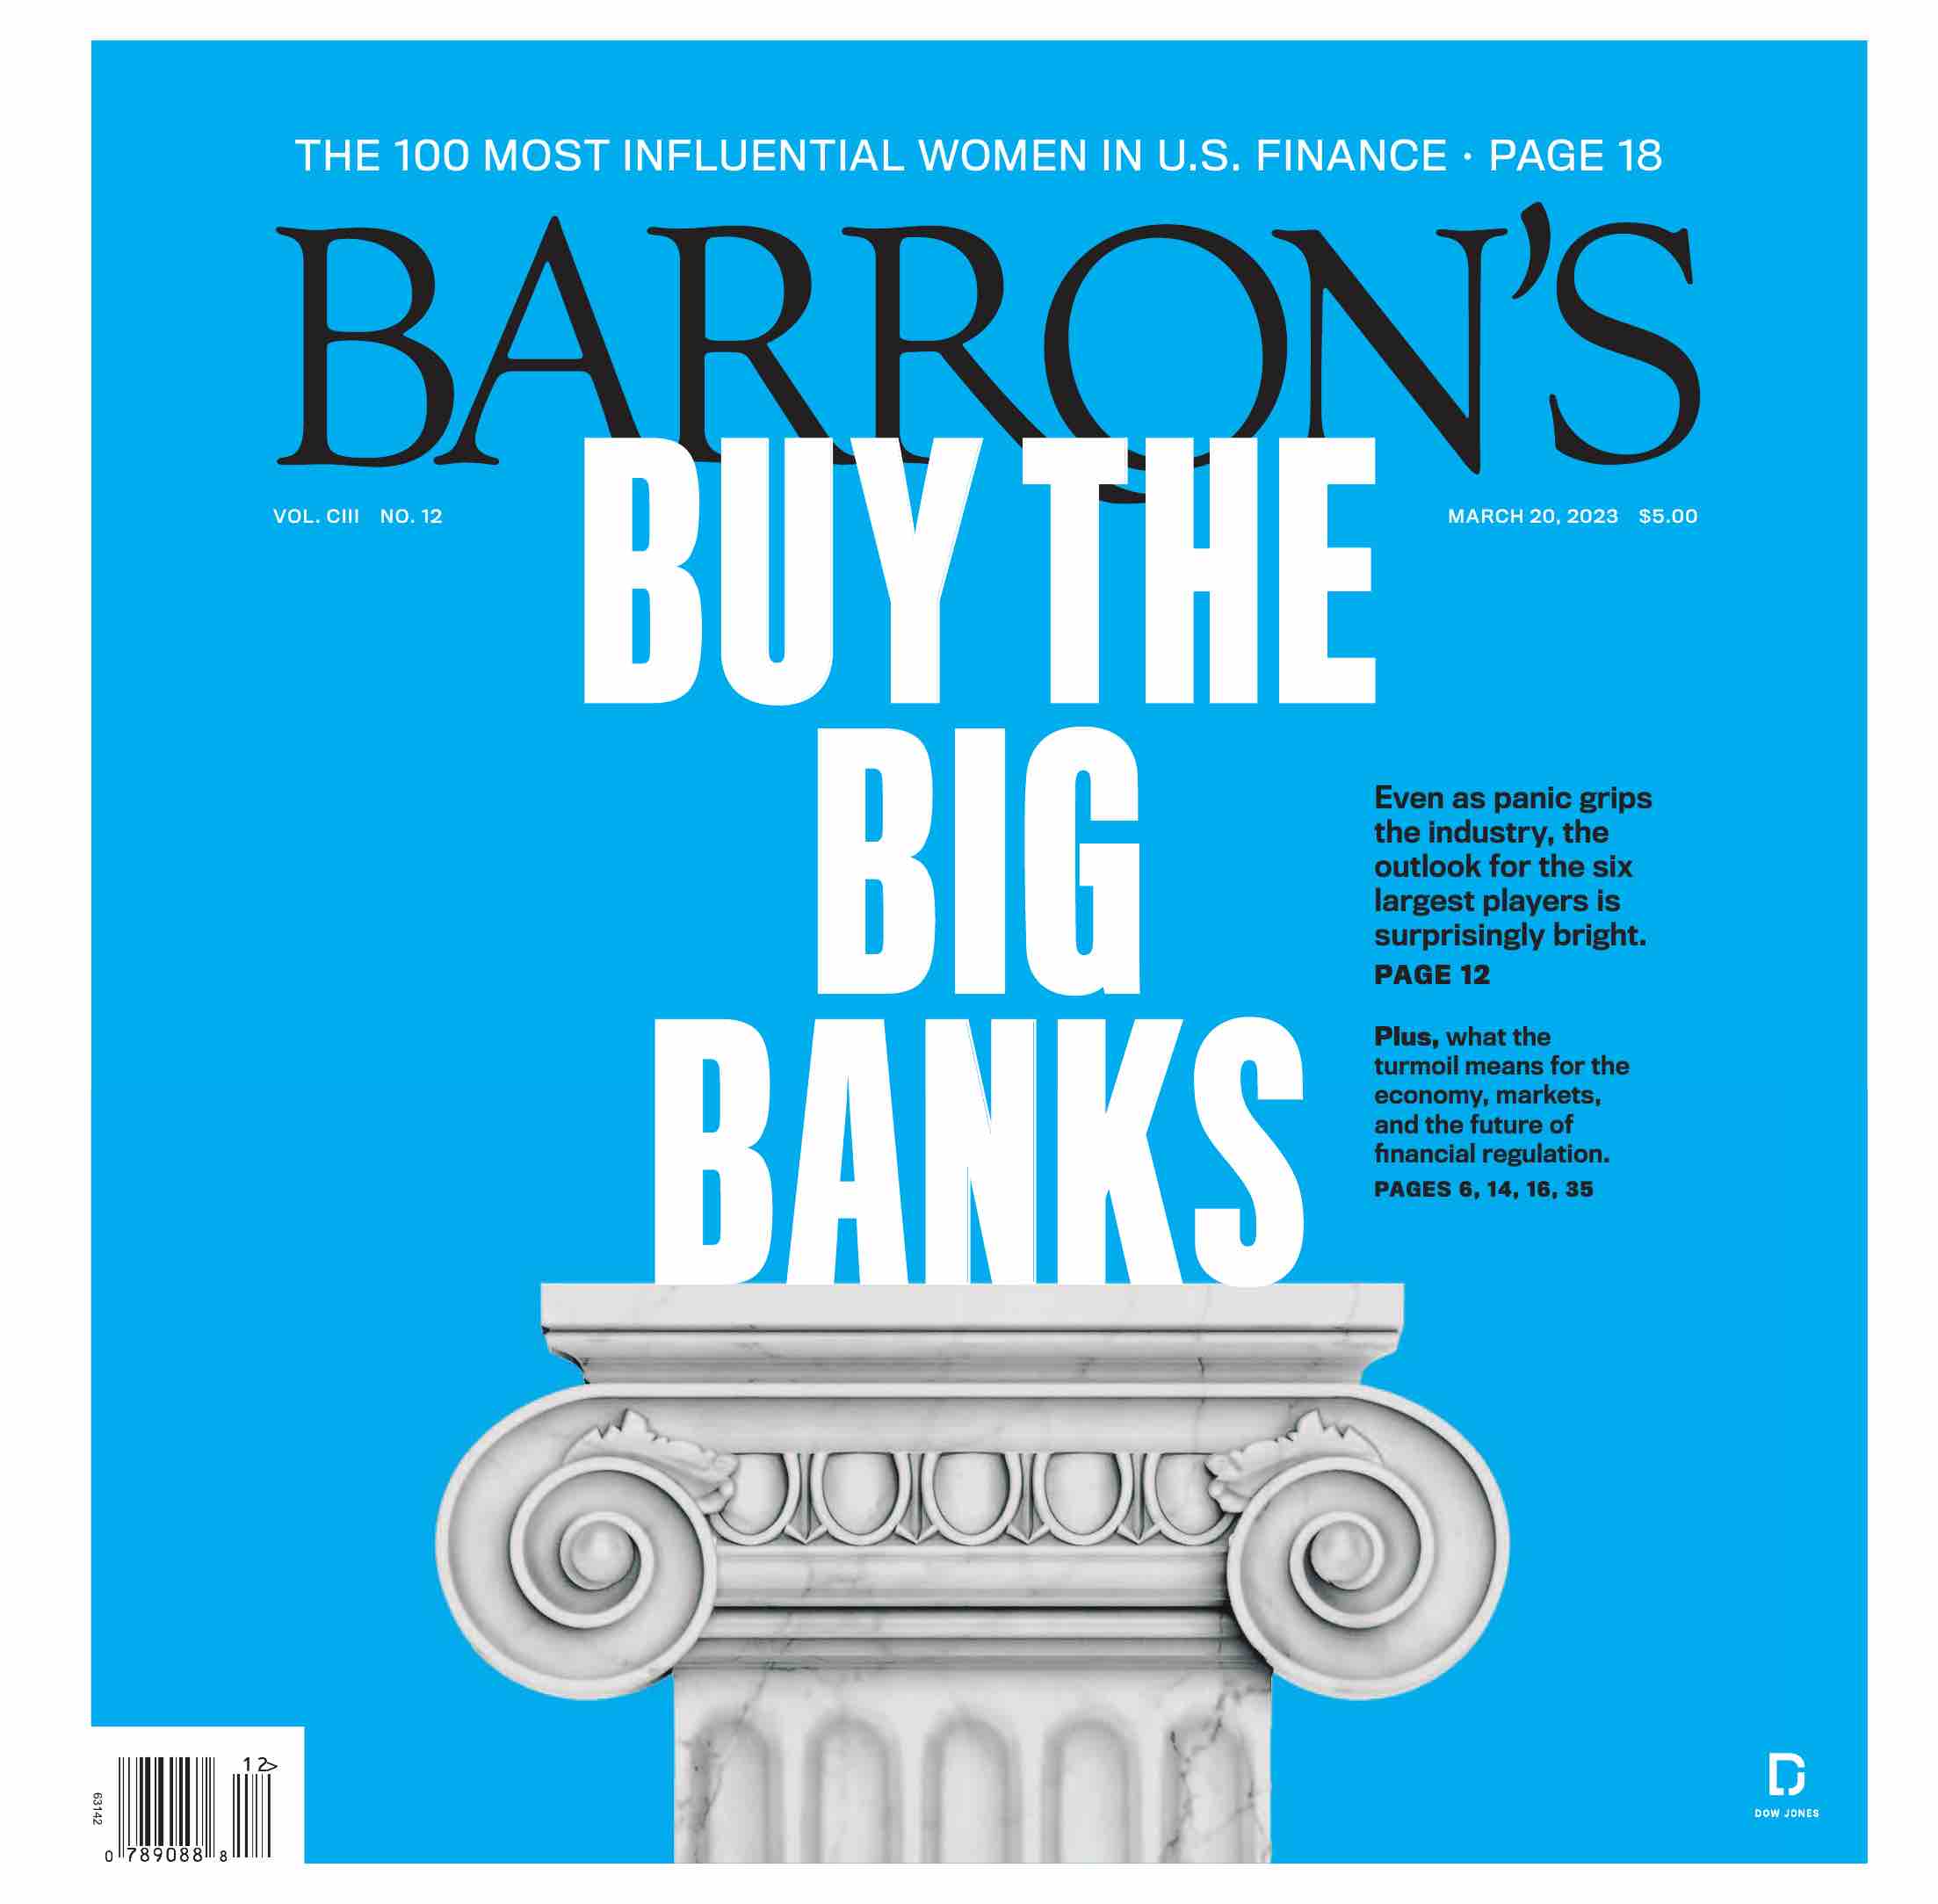 THE 100 MOST INFLUENTIAL WOMEN IN U.S. FINANCE · PAGE 18
BARRON'S
VOL. CIII NO. 12
MARCH 20, 2023 $5.00
BUY THE
BIG
BANKS
Even as panic grips
the industry, the
outlook for the six
largest players is
surprisingly bright.
PAGE 12
Plus, what the
turmoil means for the
economy, markets,
and the future of
financial regulation.
PAGES 6, 14, 16, 35
12>
63142
0 789088 8
DOW JONES